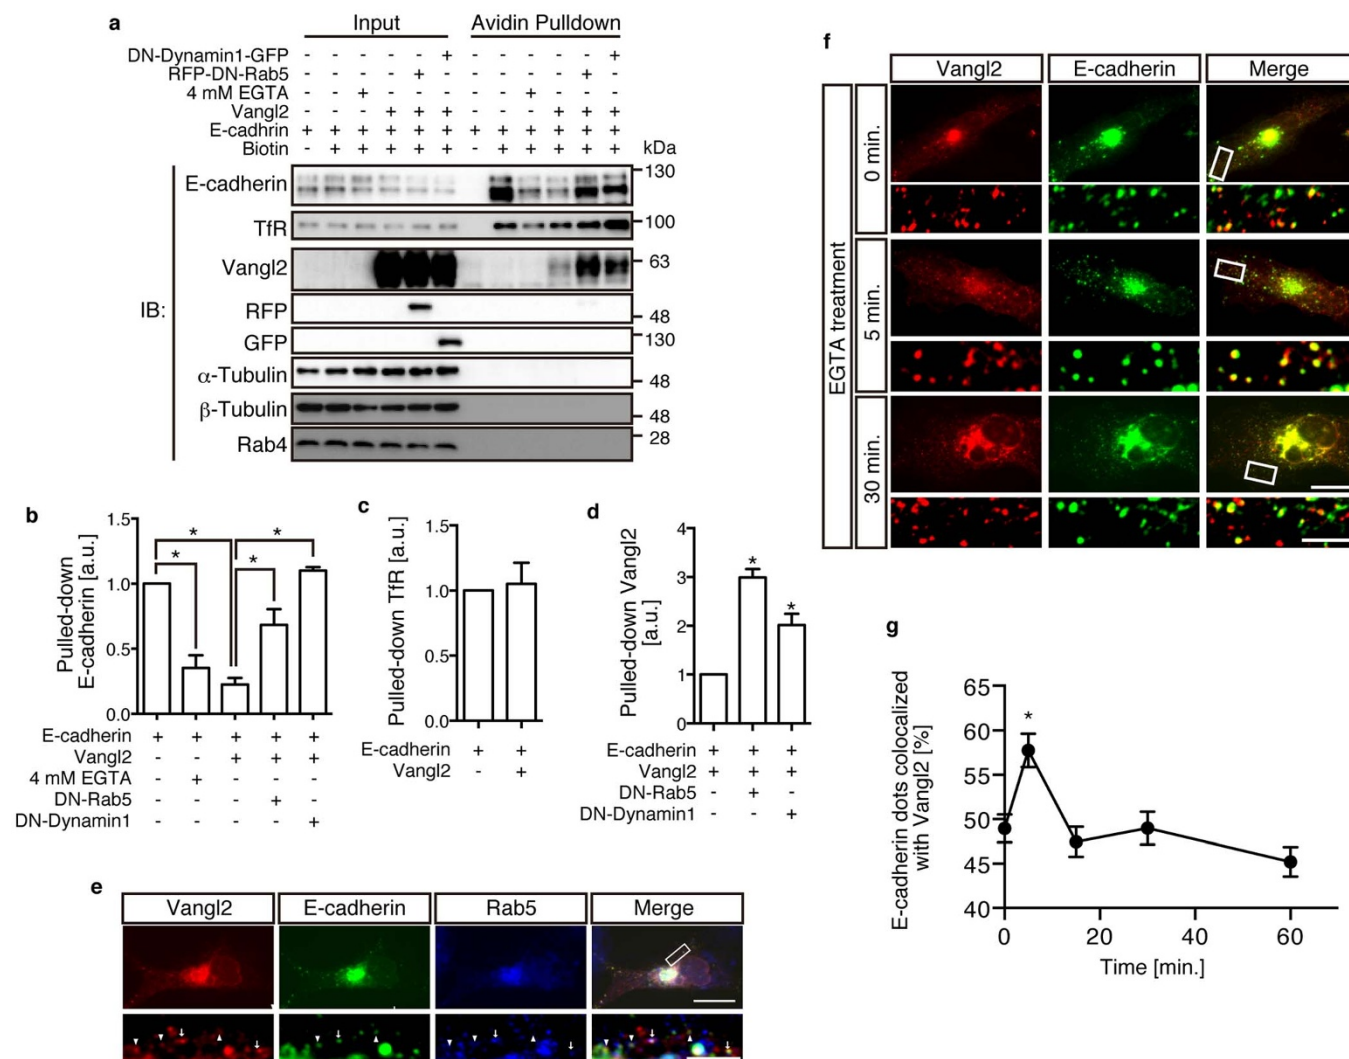 a
Input Avidin Pulldown
DN-Dynamin1-GFP - - - - - + - - - - - +
RFP-DN-Rab5 - - - - + - - - - - + -
4 mM EGTA - - + - - - - - + - - -
Vangl2 - - - + + + - - - + + +
E-cadhrin + + + + + + + + + + + +
Biotin - + + + + + - + + + + + kDa
E-cadherin 130
TfR 100
Vangl2 63
IB: RFP 48
GFP 130
α-Tubulin 48
β-Tubulin 48
Rab4 28
b
Pulled-down
E-cadherin [a.u.]
1.5
1.0
0.5
0.0
* * * *
E-cadherin + + + + +
Vangl2 - - + + +
4 mM EGTA - + - - -
DN-Rab5 - - - + -
DN-Dynamin1 - - - - +
c
Pulled-down TfR [a.u.]
1.5
1.0
0.5
0.0
E-cadherin + +
Vangl2 - +
d
Pulled-down Vangl2
[a.u.]
4
3
2
1
0
* *
E-cadherin + + +
Vangl2 + + +
DN-Rab5 - + -
DN-Dynamin1 - - +
e
Vangl2 E-cadherin Rab5 Merge
f
Vangl2 E-cadherin Merge
EGTA treatment
0 min.
5 min.
30 min.
g
E-cadherin dots colocalized
with Vangl2 [%]
65
60
55
50
45
40
*
0 20 40 60
Time [min.]